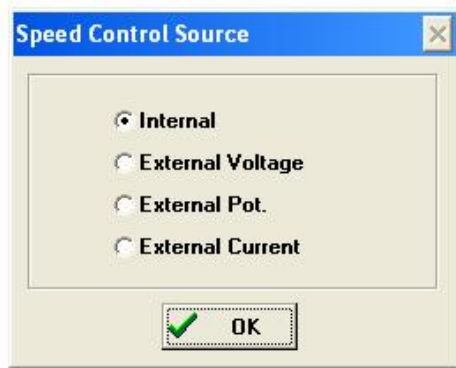 Speed Control Source
Internal
External Voltage
External Pot.
External Current
OK